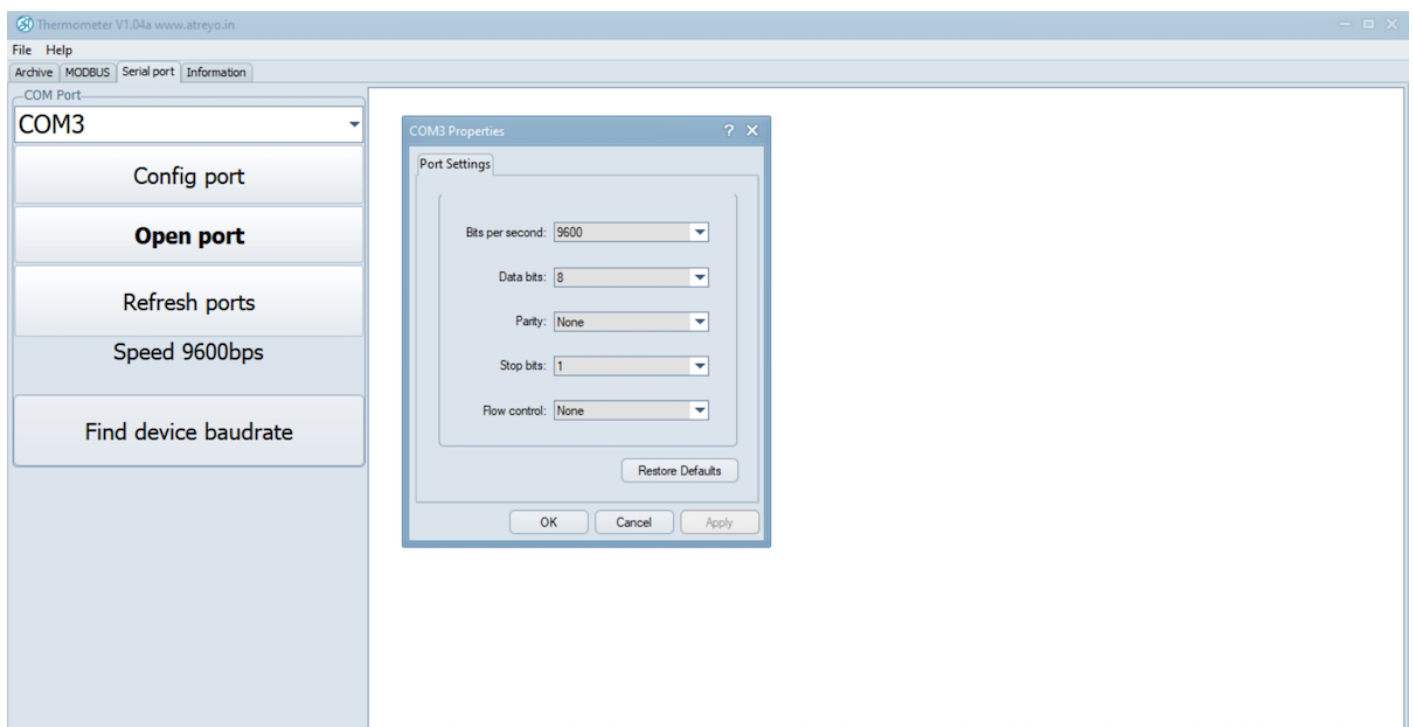 Thermometer V1.04a www.atreyo.in
File Help
Archive MODBUS Serial port Information
COM Port
COM3
Config port
Open port
Refresh ports
Speed 9600bps
Find device baudrate
COM3 Properties ?
Port Settings
Bits per second: 9600
Data bits: 8
Parity: None
Stop bits: 1
Flow control: None
Restore Defaults
OK Cancel Apply